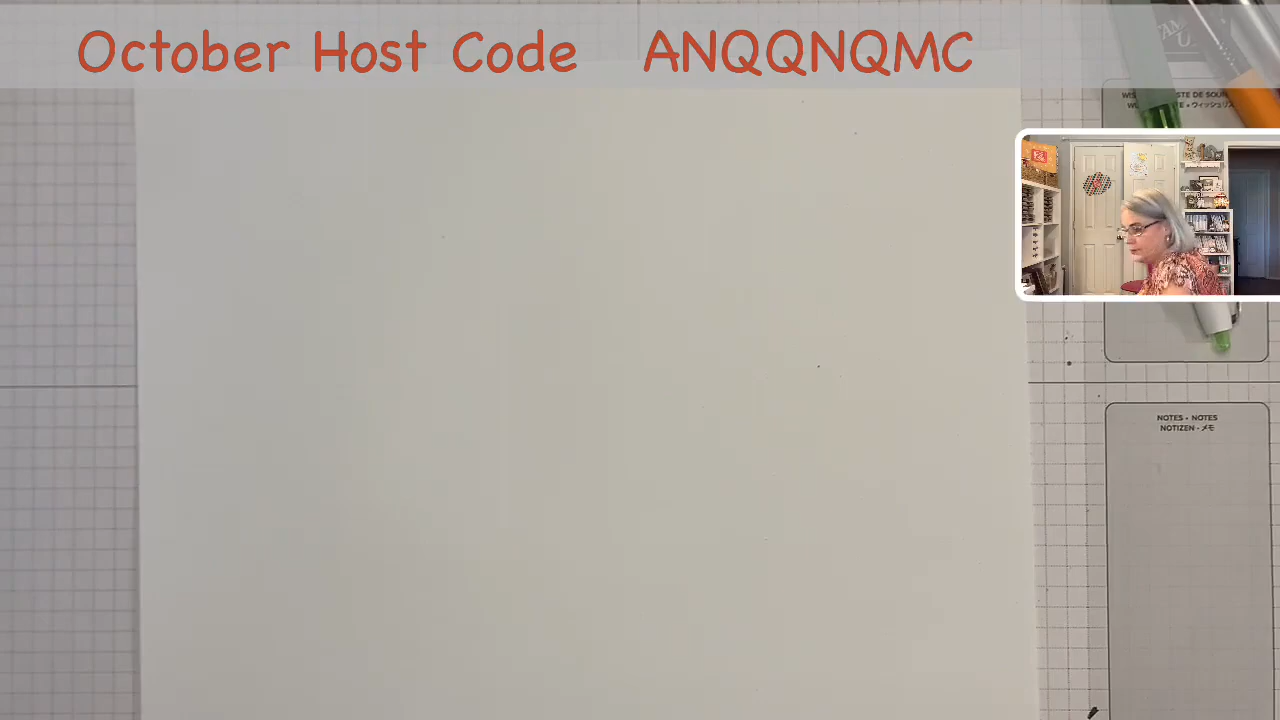 October Host Code ANQQNQMC
NOTES • NOTES
NOTIZEN • メモ